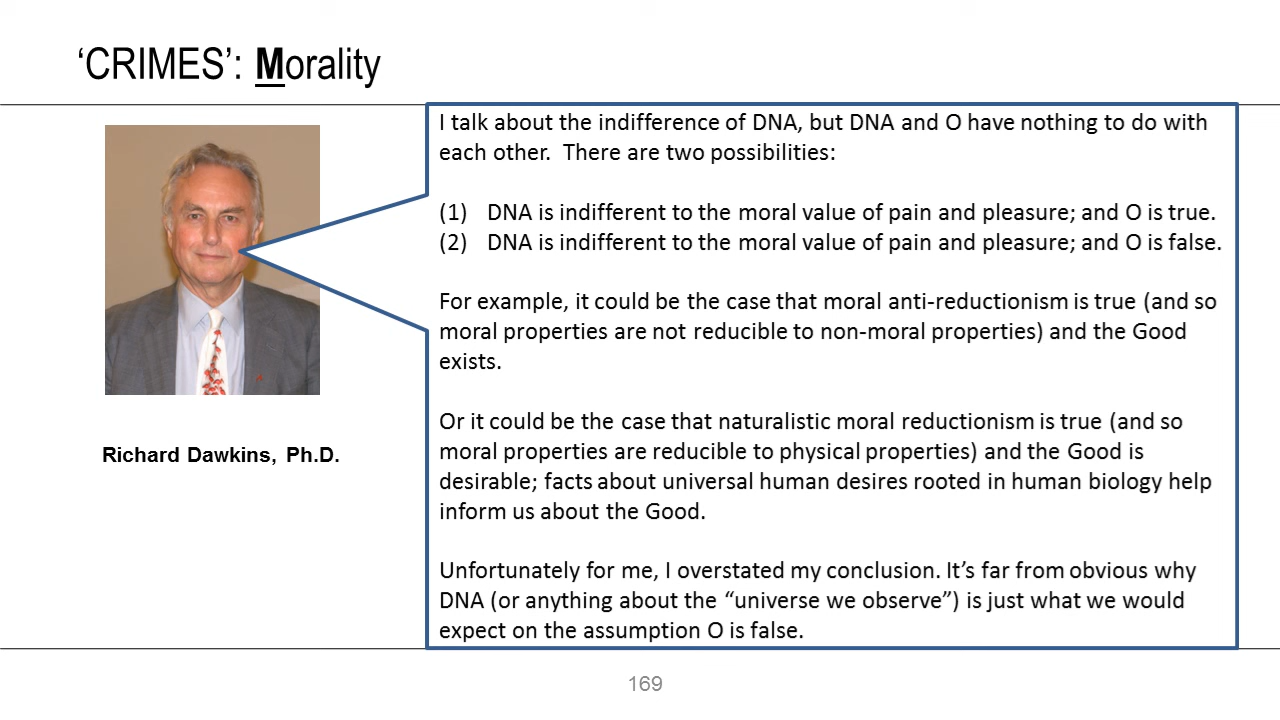 ‘CRIMES’: Morality
I talk about the indifference of DNA, but DNA and O have nothing to do with
each other.  There are two possibilities:
(1) DNA is indifferent to the moral value of pain and pleasure; and O is true.
(2) DNA is indifferent to the moral value of pain and pleasure; and O is false.
For example, it could be the case that moral anti-reductionism is true (and so
moral properties are not reducible to non-moral properties) and the Good
exists.
Or it could be the case that naturalistic moral reductionism is true (and so
moral properties are reducible to physical properties) and the Good is
desirable; facts about universal human desires rooted in human biology help
inform us about the Good.
Unfortunately for me, I overstated my conclusion. It’s far from obvious why
DNA (or anything about the “universe we observe”) is just what we would
expect on the assumption O is false.
Richard Dawkins, Ph.D.
169